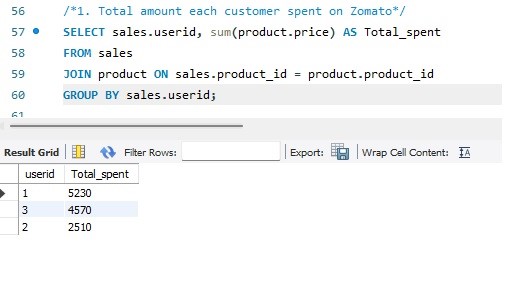 56 /*1. Total amount each customer spent on Zomato*/
57 SELECT sales.userid, sum(product.price) AS Total_spent
58 FROM sales
59 JOIN product ON sales.product_id = product.product_id
60 GROUP BY sales.userid;
61
Result Grid Filter Rows: Export: Wrap Cell Content: IA
userid Total_spent
1 5230
3 4570
2 2510